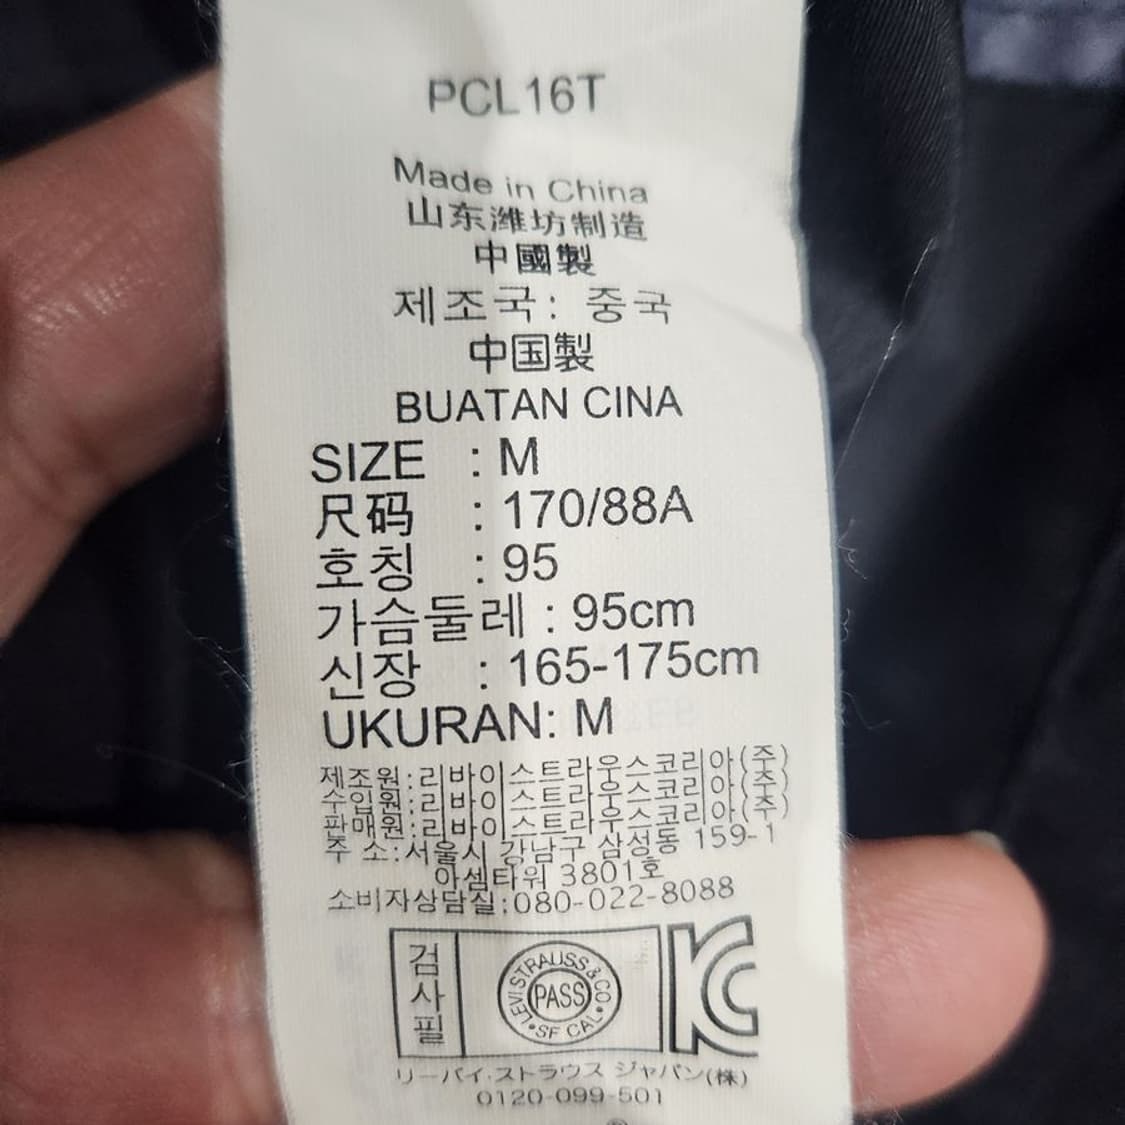 PCL16T
Made in China
山东潍坊制造
中國製
제조국: 중국
中国製
BUATAN CINA
SIZE : M
尺码 : 170/88A
호칭 : 95
가슴둘레 : 95cm
신장 : 165-175cm
UKURAN: M
제조원:리바이스트라우스코리아(주)
수입원:리바이스트라우스코리아(주)
판매원:리바이스트라우스코리아(주)
주 소:서울시 강남구 삼성동 159-1
아셈타워 3801호
소비자상담실:080-022-8088
검사필
LEVI STRAUSS & CO
PASS
SF CAL
KC
リーバイ·ストラウス ジャパン(株)
0120-099-501